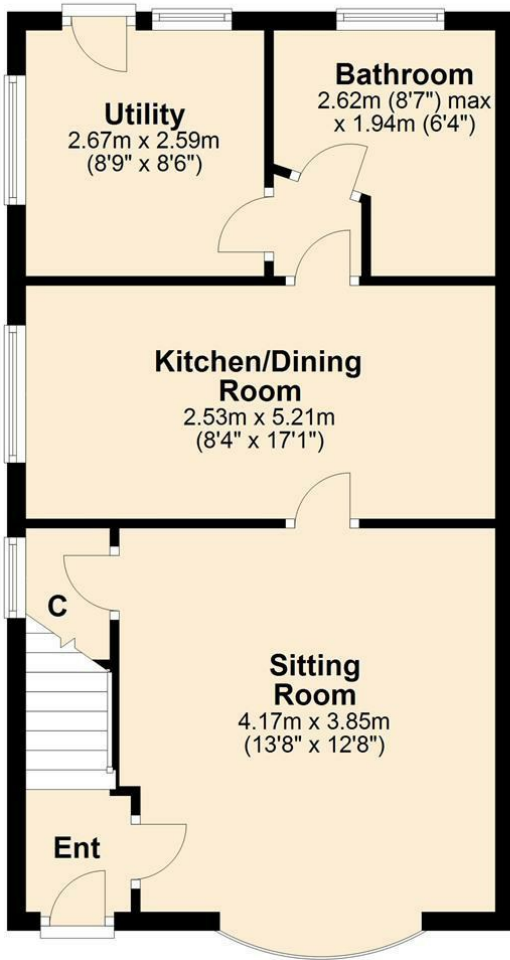 Utility
2.67m x 2.59m
(8'9" x 8'6")
Bathroom
2.62m (8'7") max
x 1.94m (6'4")
Kitchen/Dining
Room
2.53m x 5.21m
(8'4" x 17'1")
C
Sitting
Room
4.17m x 3.85m
(13'8" x 12'8")
Ent